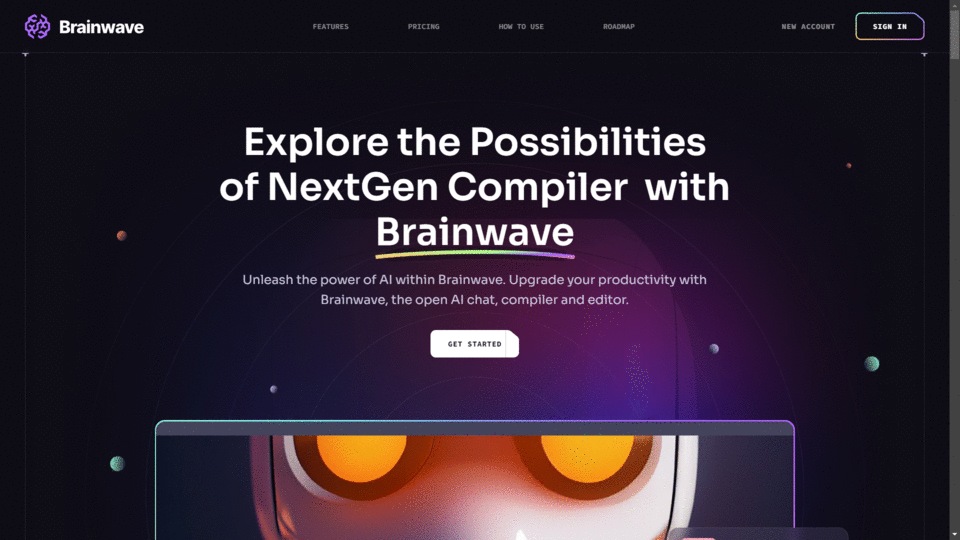 Brainwave
FEATURES
PRICING
HOW TO USE
ROADMAP
NEW ACCOUNT
SIGN IN
Explore the Possibilities
of NextGen Compiler with
Brainwave
Unleash the power of AI within Brainwave. Upgrade your productivity with
Brainwave, the open AI chat, compiler and editor.
GET STARTED